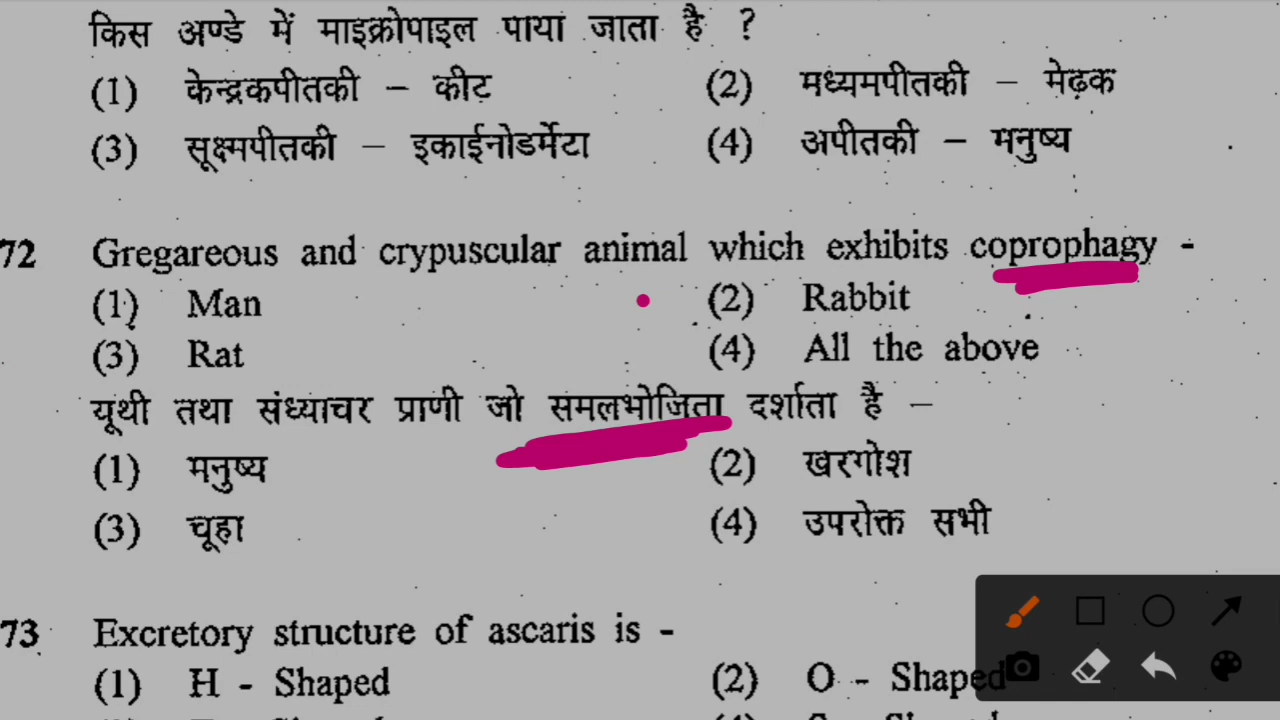 किस अण्डे में माइक्रोपाइल पाया जाता है ?
(1) केन्द्रकपीतकी – कीट (2) मध्यमपीतकी – मेढ़क
(3) सूक्ष्मपीतकी – इकाईनोडर्मेटा (4) अपीतकी – मनुष्य
72 Gregareous and crypuscular animal which exhibits coprophagy -
(1) Man (2) Rabbit
(3) Rat (4) All the above
यूथी तथा संध्याचर प्राणी जो समलभोजिता दर्शाता है –
(1) मनुष्य (2) खरगोश
(3) चूहा (4) उपरोक्त सभी
73 Excretory structure of ascaris is -
(1) H - Shaped (2) O - Shaped